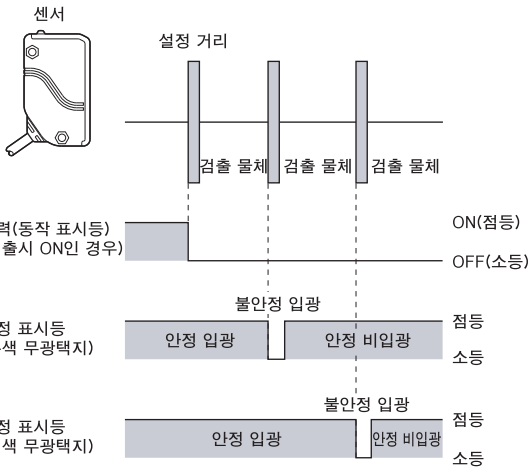 센서
설정 거리
검출 물체 검출 물체 검출 물체
력(동작 표시등)
출시 ON인 경우)
ON(점등)
OFF(소등)
불안정 입광
정 표시등
색 무광택지)
안정 입광
안정 비입광
점등
소등
불안정 입광
정 표시등
색 무광택지)
안정 입광
안정 비입광
점등
소등